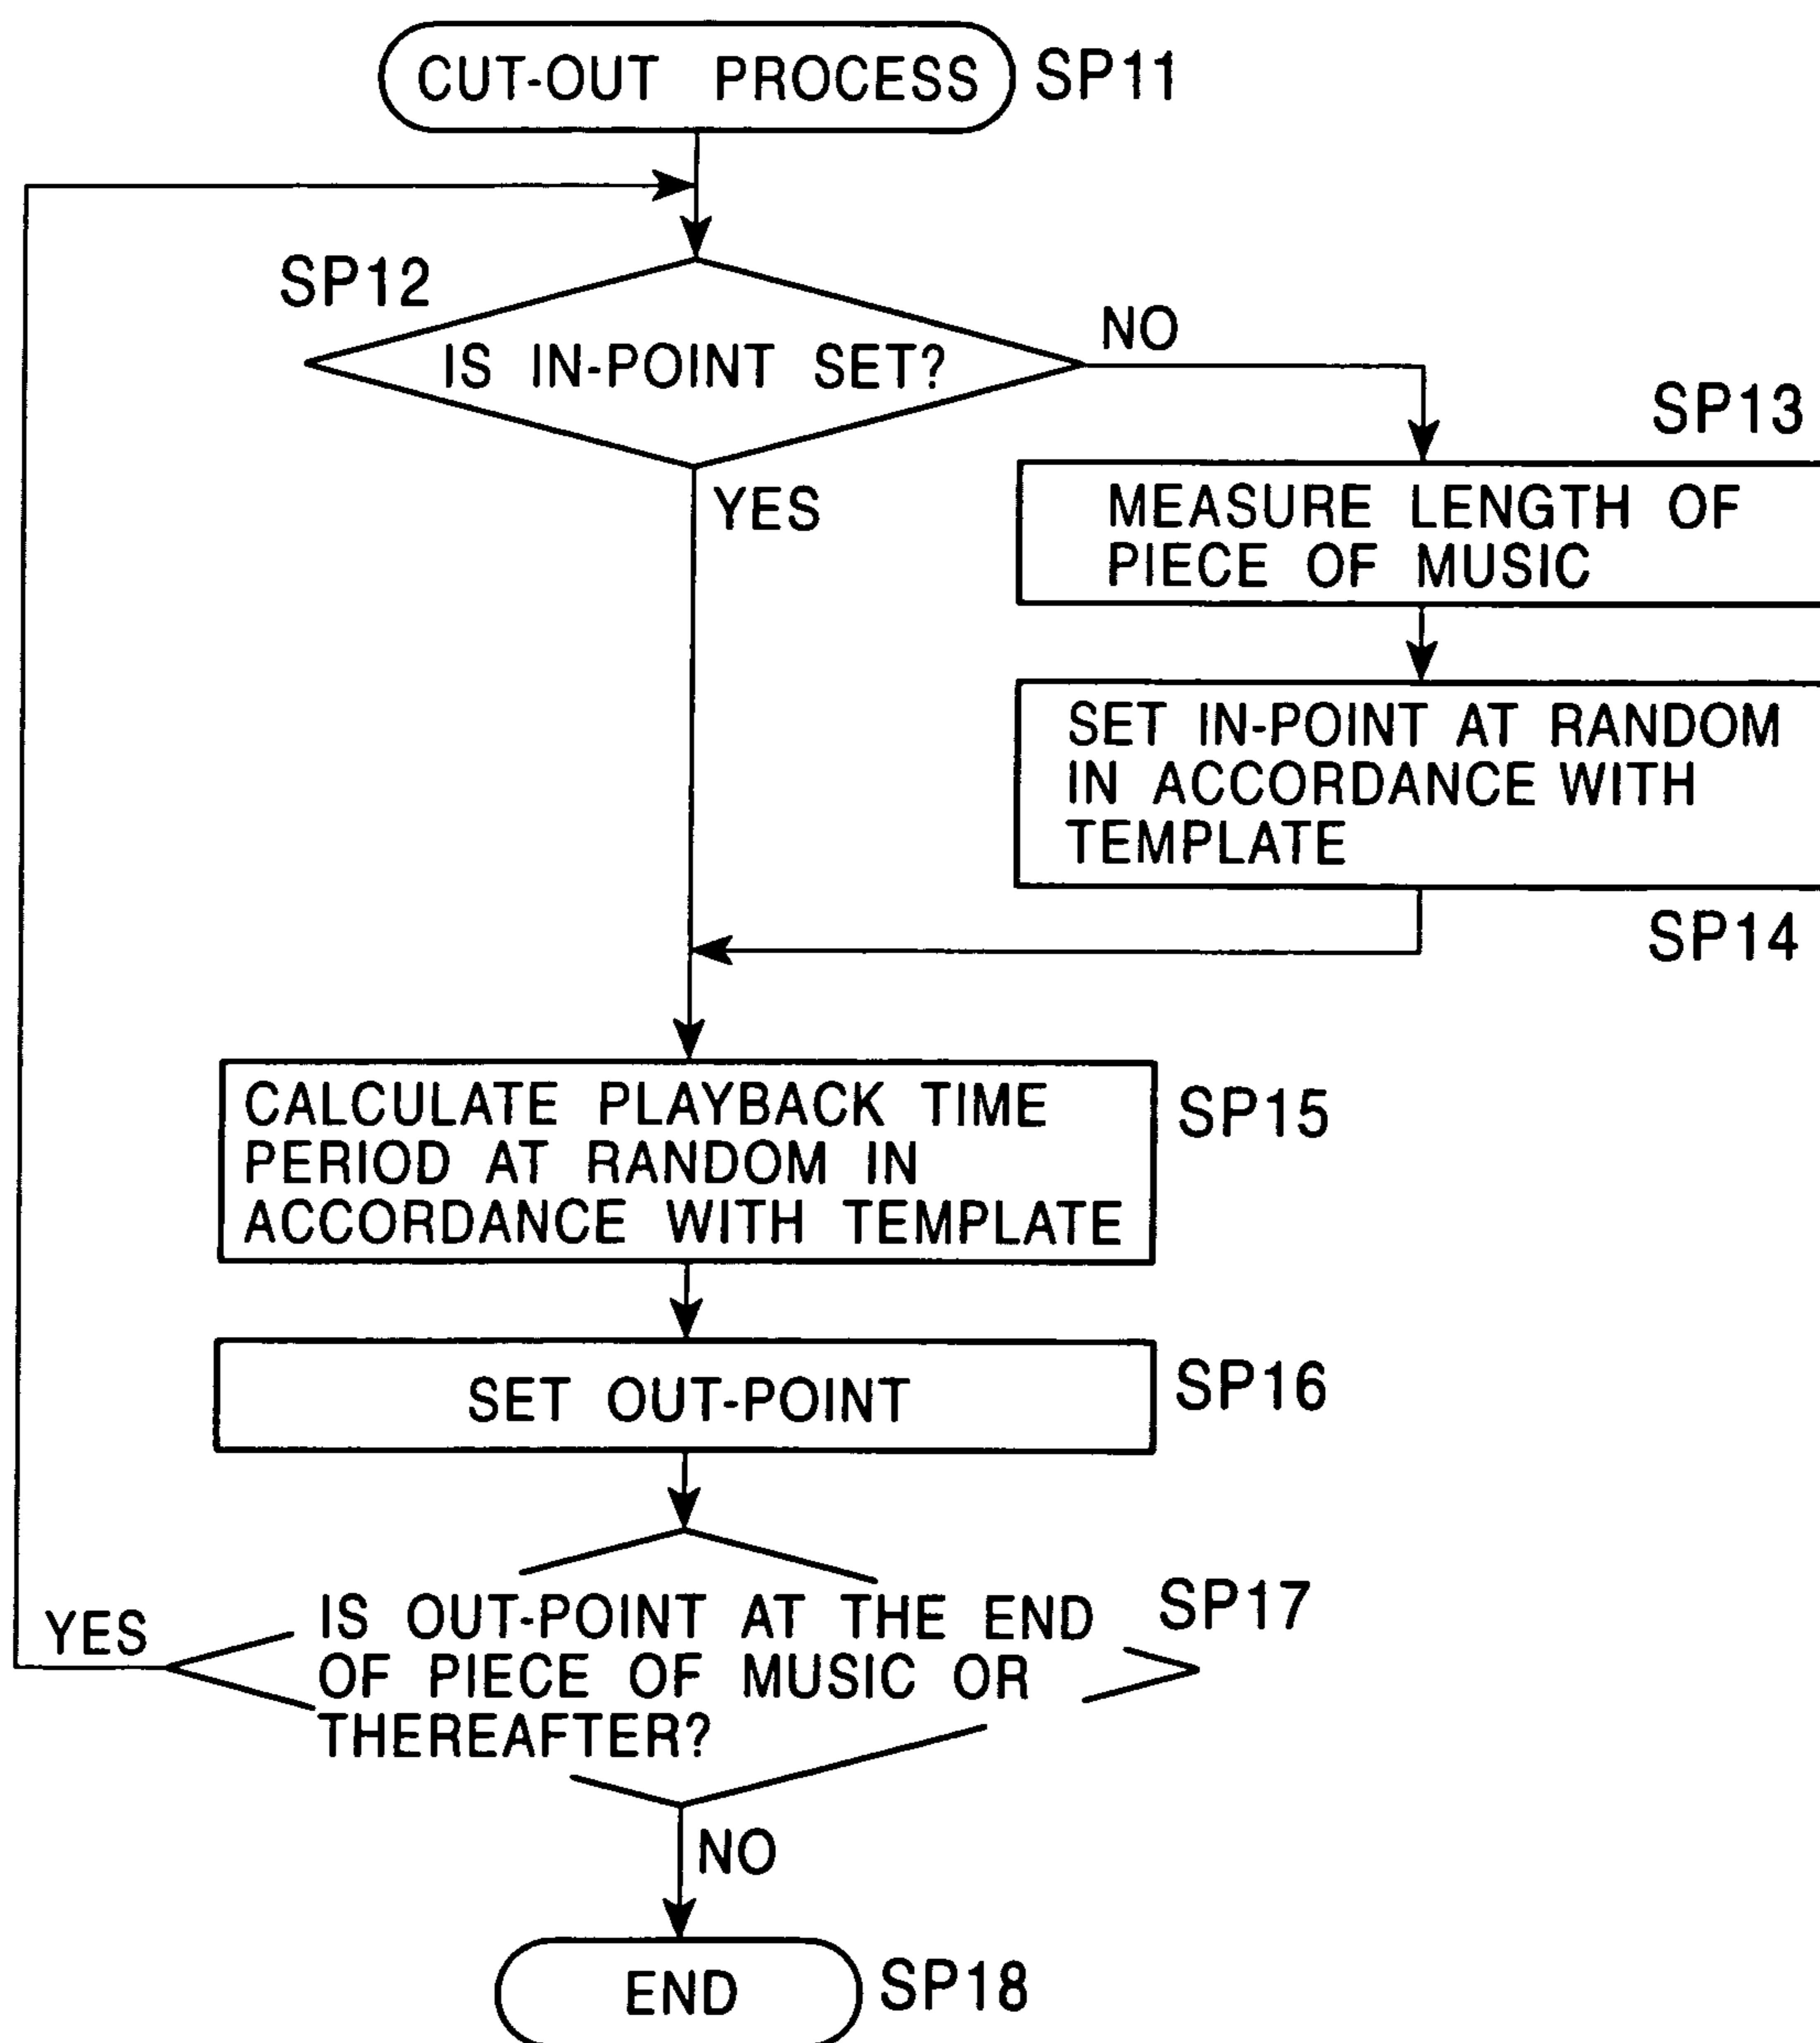 CUT-OUT PROCESS SP11
SP12
IS IN-POINT SET?
NO
YES
SP13
MEASURE LENGTH OF
PIECE OF MUSIC
SET IN-POINT AT RANDOM
IN ACCORDANCE WITH
TEMPLATE
SP14
CALCULATE PLAYBACK TIME
PERIOD AT RANDOM IN
ACCORDANCE WITH TEMPLATE
SP15
SET OUT-POINT
SP16
IS OUT-POINT AT THE END
OF PIECE OF MUSIC OR
THEREAFTER?
SP17
YES
NO
END
SP18